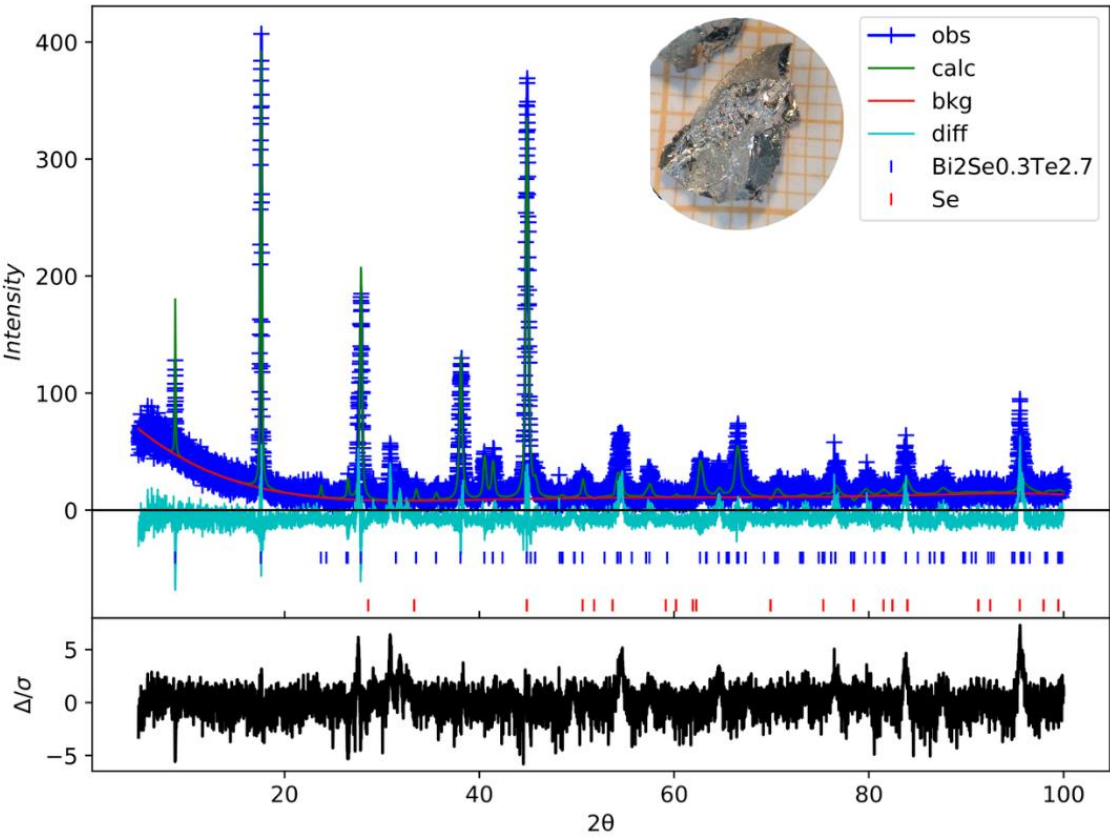 400
300
200
100
0
Intensity
obs
calc
bkg
diff
Bi2Se0.3Te2.7
Se
5
0
−5
Δ/σ
20
40
60
80
100
2θ